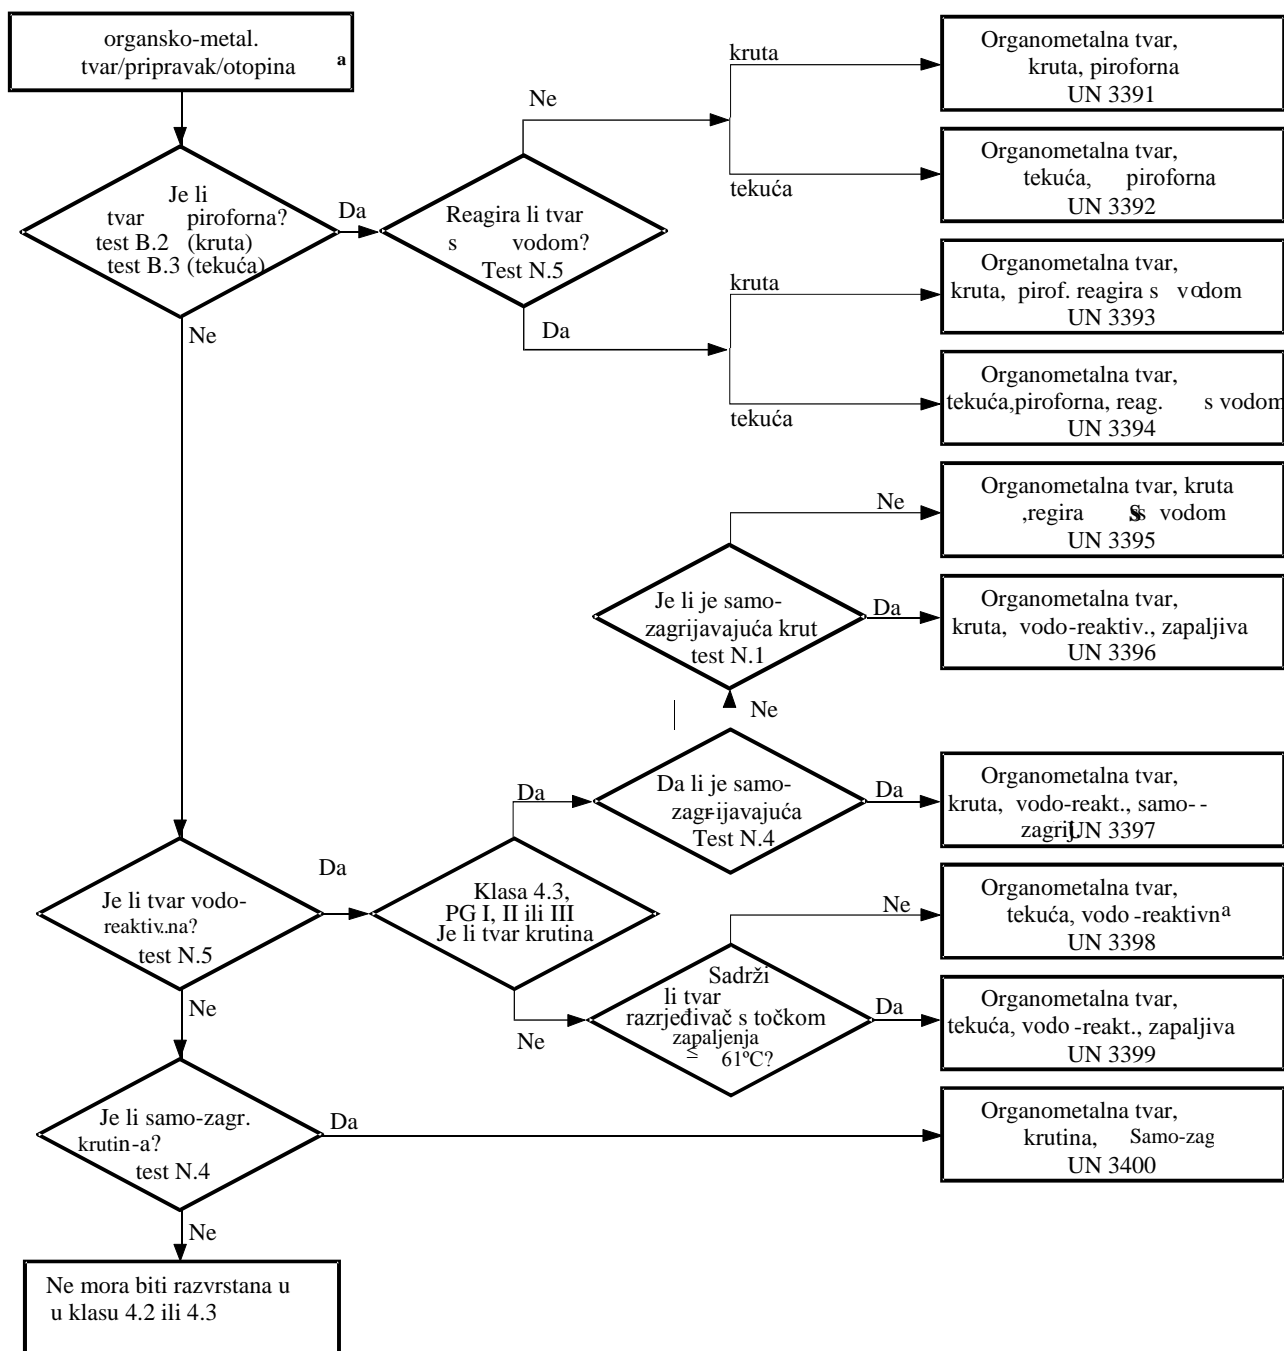 organsko-metal.
tvar/pripravak/otopina a
Je li
tvar piroforna?
test B.2 (kruta)
test B.3 (tekuća)
Da
Ne
Reagira li tvar
s vodom?
Test N.5
Ne
Da
kruta
tekuća
kruta
tekuća
Organometalna tvar,
kruta, piroforna
UN 3391
Organometalna tvar,
tekuća, piroforna
UN 3392
Organometalna tvar,
kruta, pirof. reagira s vodom
UN 3393
Organometalna tvar,
tekuća,piroforna, reag. s vodom
UN 3394
Ne
Organometalna tvar, kruta
,regira s vodom
UN 3395
Je li je samo-
zagrijavajuća krut
test N.1
Da
Organometalna tvar,
kruta, vodo-reaktiv., zapaljiva
UN 3396
Ne
Da li je samo-
zagr-ijavajuća
Test N.4
Da
Da
Organometalna tvar,
kruta, vodo-reakt., samo--
zagrij. UN 3397
Je li tvar vodo-
reaktiv..na?
test N.5
Da
Klasa 4.3,
PG I, II ili III
Je li tvar krutina
Ne
Organometalna tvar,
tekuća, vodo -reaktivna
UN 3398
Ne
Ne
Sadrži
li tvar
razrjeđivač s točkom
zapaljenja
≤ 61ºC?
Da
Organometalna tvar,
tekuća, vodo -reakt., zapaljiva
UN 3399
Je li samo-zagr.
krutin-a?
test N.4
Da
Organometalna tvar,
krutina, Samo-zag
UN 3400
Ne
Ne mora biti razvrstana u
u klasu 4.2 ili 4.3